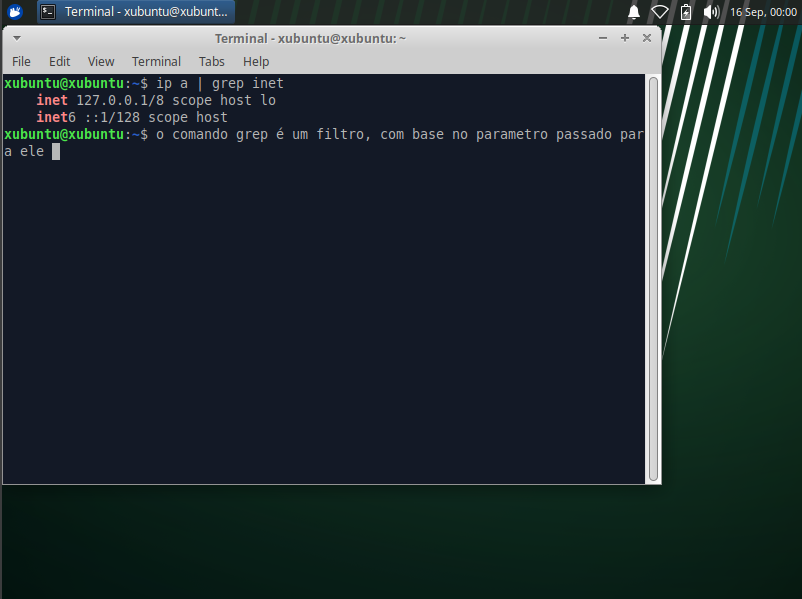 Terminal - xubuntu@xubunt...
16 Sep, 00:00
Terminal - xubuntu@xubuntu: ~
File Edit View Terminal Tabs Help
xubuntu@xubuntu:~$ ip a | grep inet
    inet 127.0.0.1/8 scope host lo
    inet6 ::1/128 scope host
xubuntu@xubuntu:~$ o comando grep é um filtro, com base no parametro passado par
a ele